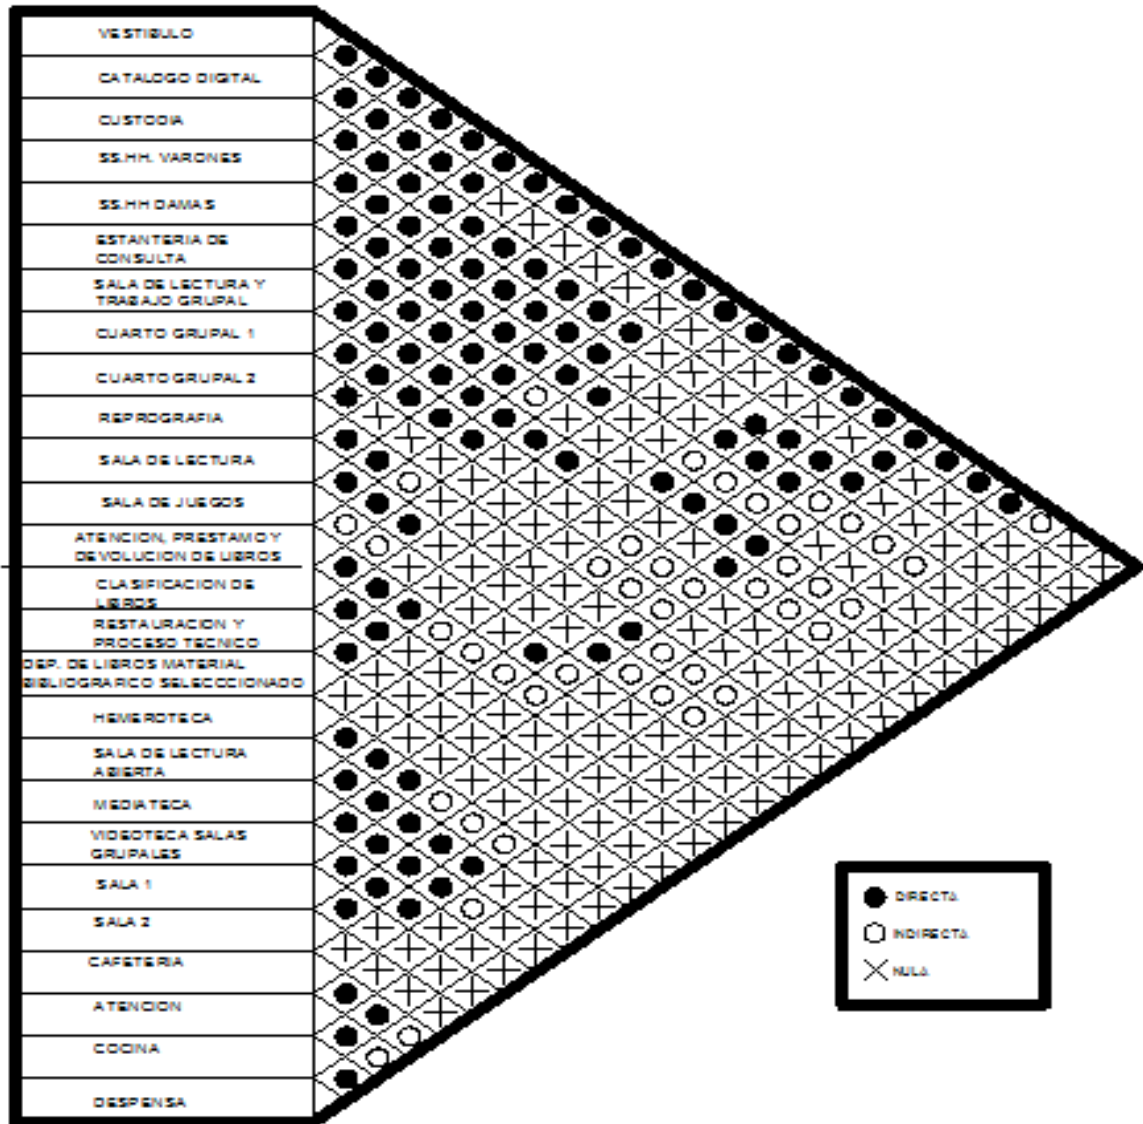 VESTIBULO
CATALOGO DIGITAL
CUSTODIA
SS.HH. VARONES
SS.HH DAMAS
ESTANTERIA DE
CONSULTA
SALA DE LECTURA Y
TRABAJO GRUPAL
CUARTO GRUPAL 1
CUARTO GRUPAL 2
REPROGRAFIA
SALA DE LECTURA
SALA DE JUEGOS
ATENCION, PRESTAMO Y
DEVOLUCION DE LIBROS
CLASIFICACION DE
LIBROS
RESTAURACION Y
PROCESO TECNICO
DEP. DE LIBROS MATERIAL
BIBLIOGRAFICO SELECCCIONADO
HEMEROTECA
SALA DE LECTURA
ABIERTA
MEDIATECA
VIDEOTECA SALAS
GRUPALES
SALA 1
SALA 2
CAFETERIA
ATENCION
COCINA
DESPENSA
DIRECTA
INDIRECTA
NULA